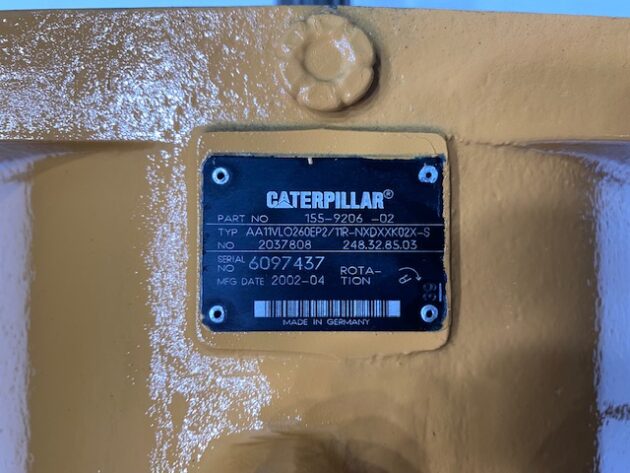 CATERPILLAR®
PART NO 155-9206 -02
TYP AA11VLO260EP2/11R-NXDXXK02X-S
NO 2037808 248.32.85.03
SERIAL NO 6097437
MFG DATE 2002-04 ROTA-TION
MADE IN GERMANY